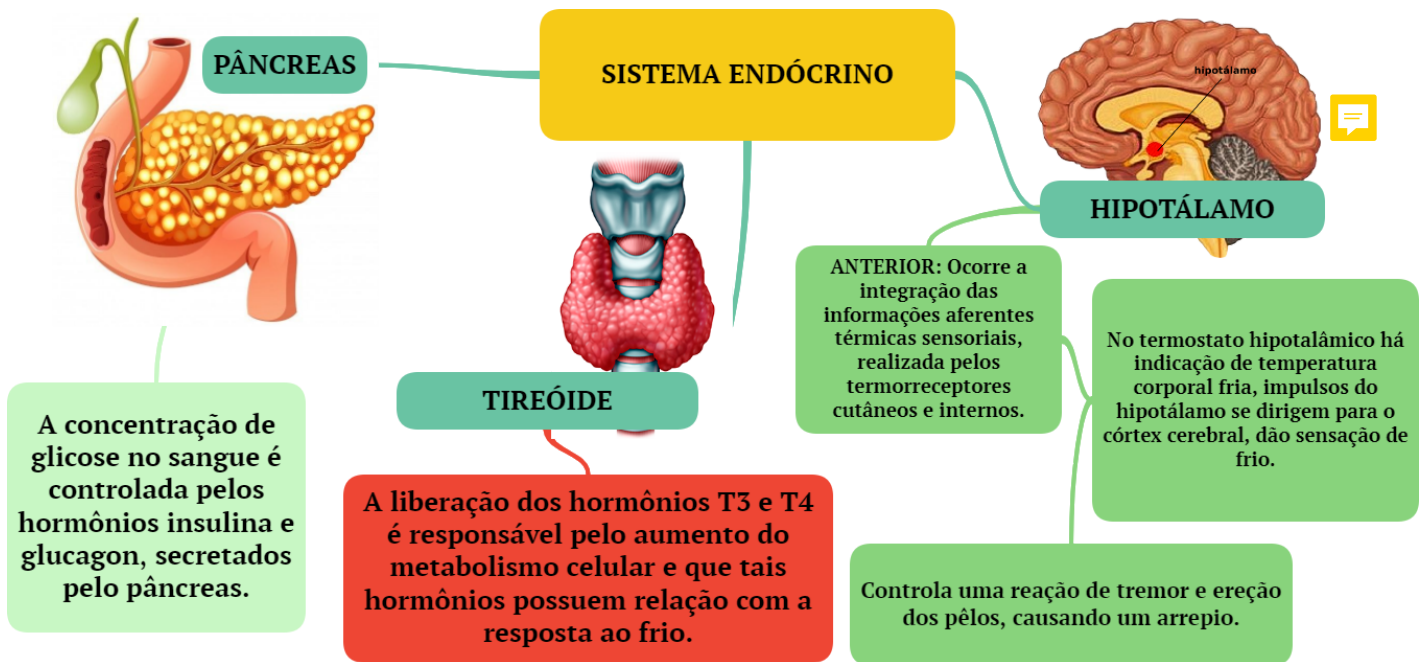 SISTEMA ENDÓCRINO
PÂNCREAS
A concentração de
glicose no sangue é
controlada pelos
hormônios insulina e
glucagon, secretados
pelo pâncreas.
TIREÓIDE
A liberação dos hormônios T3 e T4
é responsável pelo aumento do
metabolismo celular e que tais
hormônios possuem relação com a
resposta ao frio.
hipotálamo
HIPOTÁLAMO
ANTERIOR: Ocorre a
integração das
informações aferentes
térmicas sensoriais,
realizada pelos
termorreceptores
cutâneos e internos.
No termostato hipotalâmico há
indicação de temperatura
corporal fria, impulsos do
hipotálamo se dirigem para o
córtex cerebral, dão sensação de
frio.
Controla uma reação de tremor e ereção
dos pêlos, causando um arrepio.